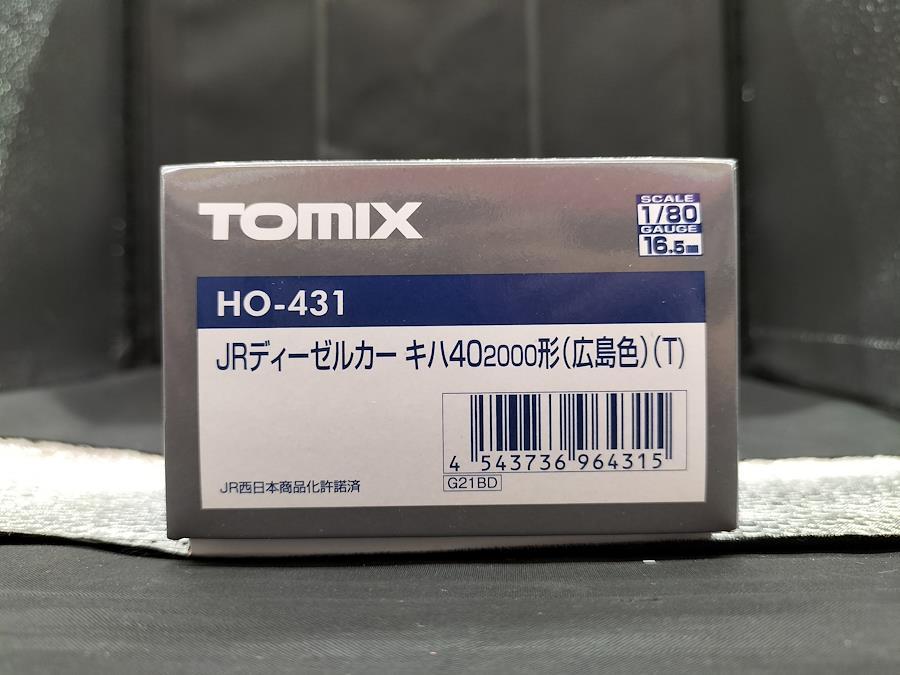 TOMIX
SCALE
1/80
GAUGE
16.5mm
HO-431
JRディーゼルカー キハ402000形(広島色)(T)
4 543736 964315
G21BD
JR西日本商品化許諾済